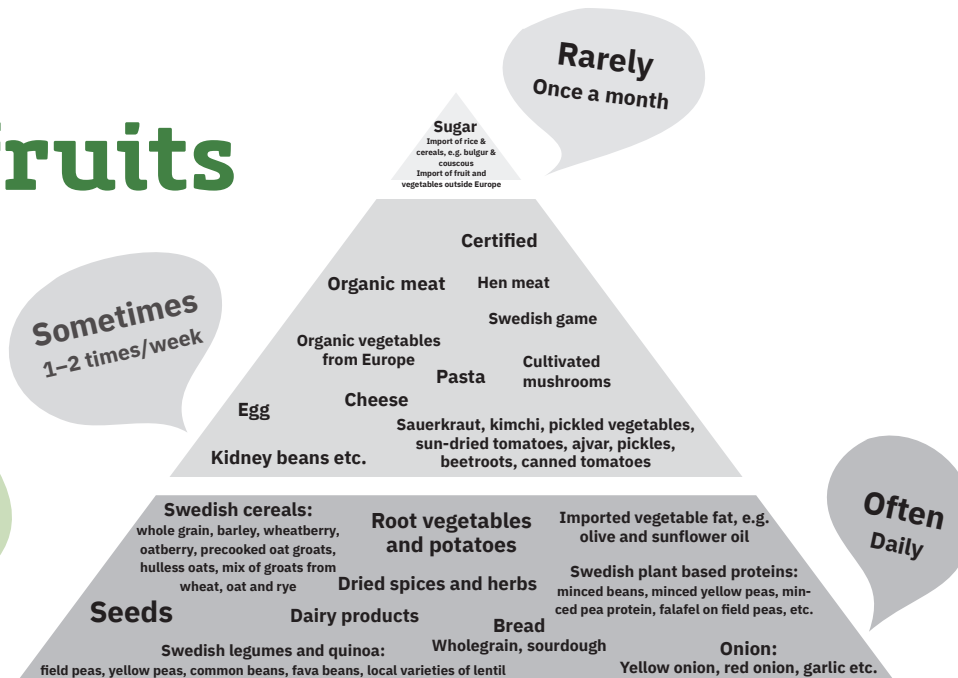 Rarely
Once a month
fruits
Sugar
Import of rice &
cereals, e.g. bulgur &
couscous
Import of fruit and
vegetables outside Europe
Certified
Organic meat
Hen meat
Sometimes
1–2 times/week
Swedish game
Organic vegetables
from Europe
Pasta
Cultivated
mushrooms
Cheese
Egg
Sauerkraut, kimchi, pickled vegetables,
sun-dried tomatoes, ajvar, pickles,
beetroots, canned tomatoes
Kidney beans etc.
Often
Daily
Swedish cereals:
whole grain, barley, wheatberry,
oatberry, precooked oat groats,
hulless oats, mix of groats from
wheat, oat and rye
Root vegetables
and potatoes
Imported vegetable fat, e.g.
olive and sunflower oil
Dried spices and herbs
Swedish plant based proteins:
minced beans, minced yellow peas, min-
ced pea protein, falafel on field peas, etc.
Seeds
Dairy products
Bread
Wholegrain, sourdough
Swedish legumes and quinoa:
field peas, yellow peas, common beans, fava beans, local varieties of lentil
Onion:
Yellow onion, red onion, garlic etc.